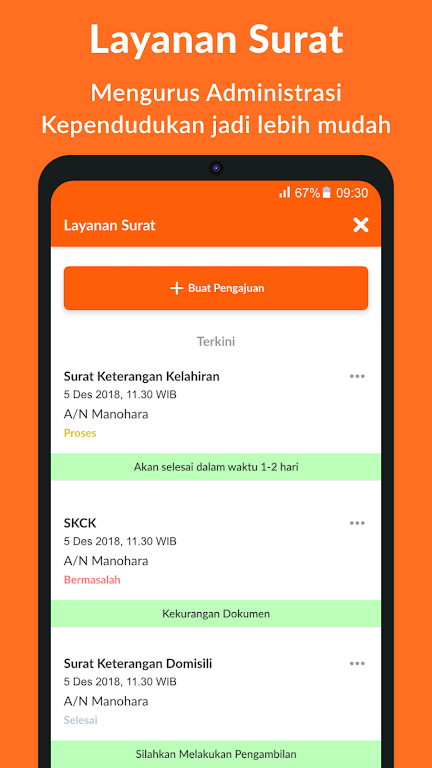 Layanan Surat
Mengurus Administrasi
Kependudukan jadi lebih mudah
67% 09:30
Layanan Surat
Buat Pengajuan
Terkini
Surat Keterangan Kelahiran
5 Des 2018, 11.30 WIB
A/N Manohara
Proses
Akan selesai dalam waktu 1-2 hari
SKCK
5 Des 2018, 11.30 WIB
A/N Manohara
Bermasalah
Kekurangan Dokumen
Surat Keterangan Domisili
5 Des 2018, 11.30 WIB
A/N Manohara
Selesai
Silahkan Melakukan Pengambilan